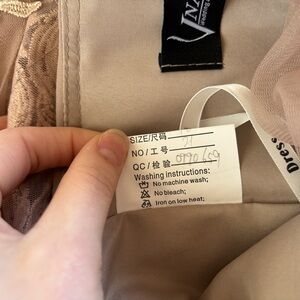 SIZE/尺码
NO / 工号
QC / 检验
Washing instructions:
No machine wash;
No bleach;
Iron on low heat;
Dress